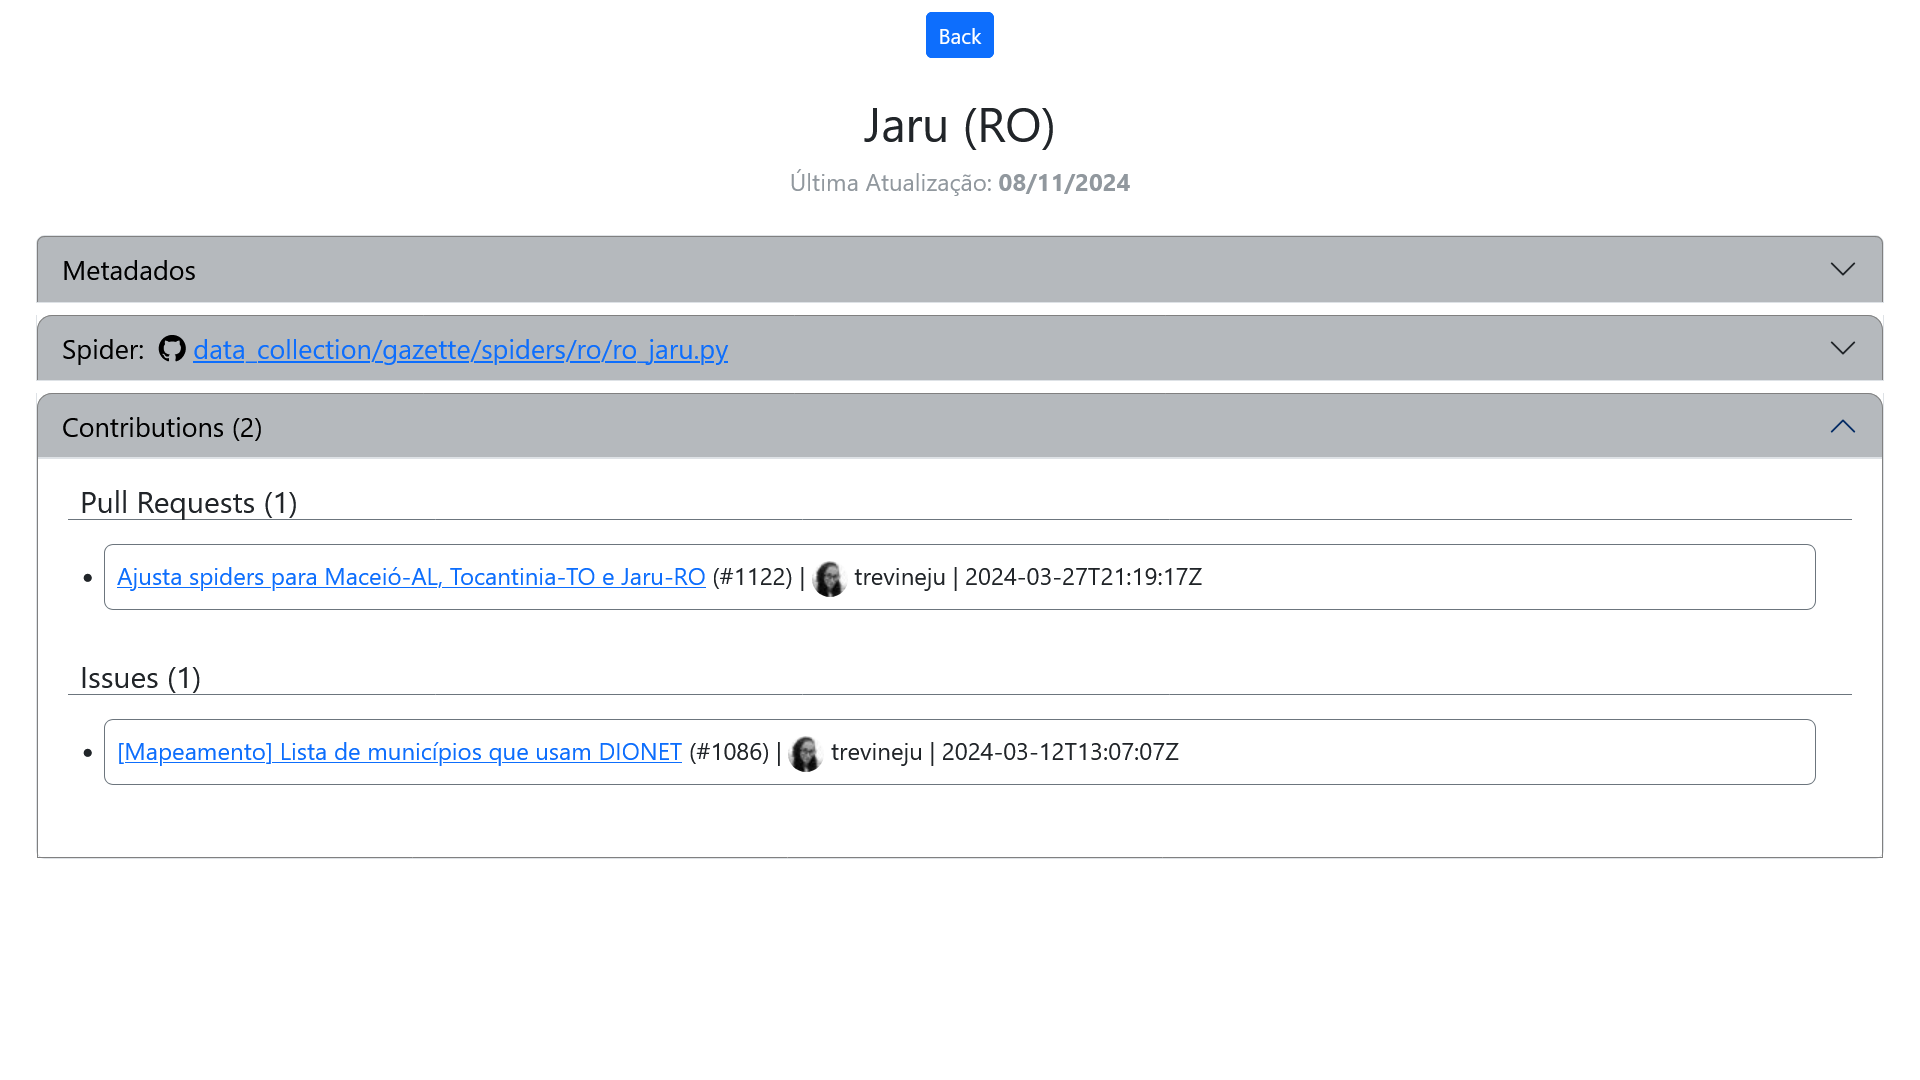 Back
Jaru (RO)
Última Atualização: 08/11/2024
Metadados
Spider: data_collection/gazette/spiders/ro/ro_jaru.py
Contributions (2)
Pull Requests (1)
Ajusta spiders para Maceió-AL, Tocantinia-TO e Jaru-RO (#1122) | trevineju | 2024-03-27T21:19:17Z
Issues (1)
[Mapeamento] Lista de municípios que usam DIONET (#1086) | trevineju | 2024-03-12T13:07:07Z